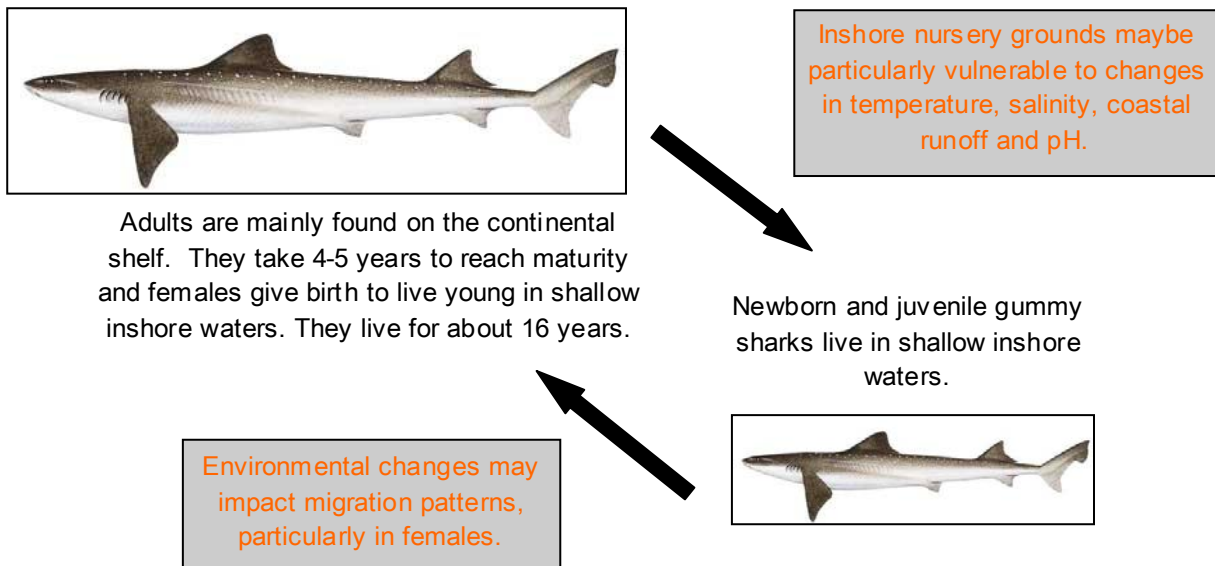 Inshore nursery grounds maybe
particularly vulnerable to changes
in temperature, salinity, coastal
runoff and pH.
Adults are mainly found on the continental
shelf. They take 4-5 years to reach maturity
and females give birth to live young in shallow
inshore waters. They live for about 16 years.
Newborn and juvenile gummy
sharks live in shallow inshore
waters.
Environmental changes may
impact migration patterns,
particularly in females.